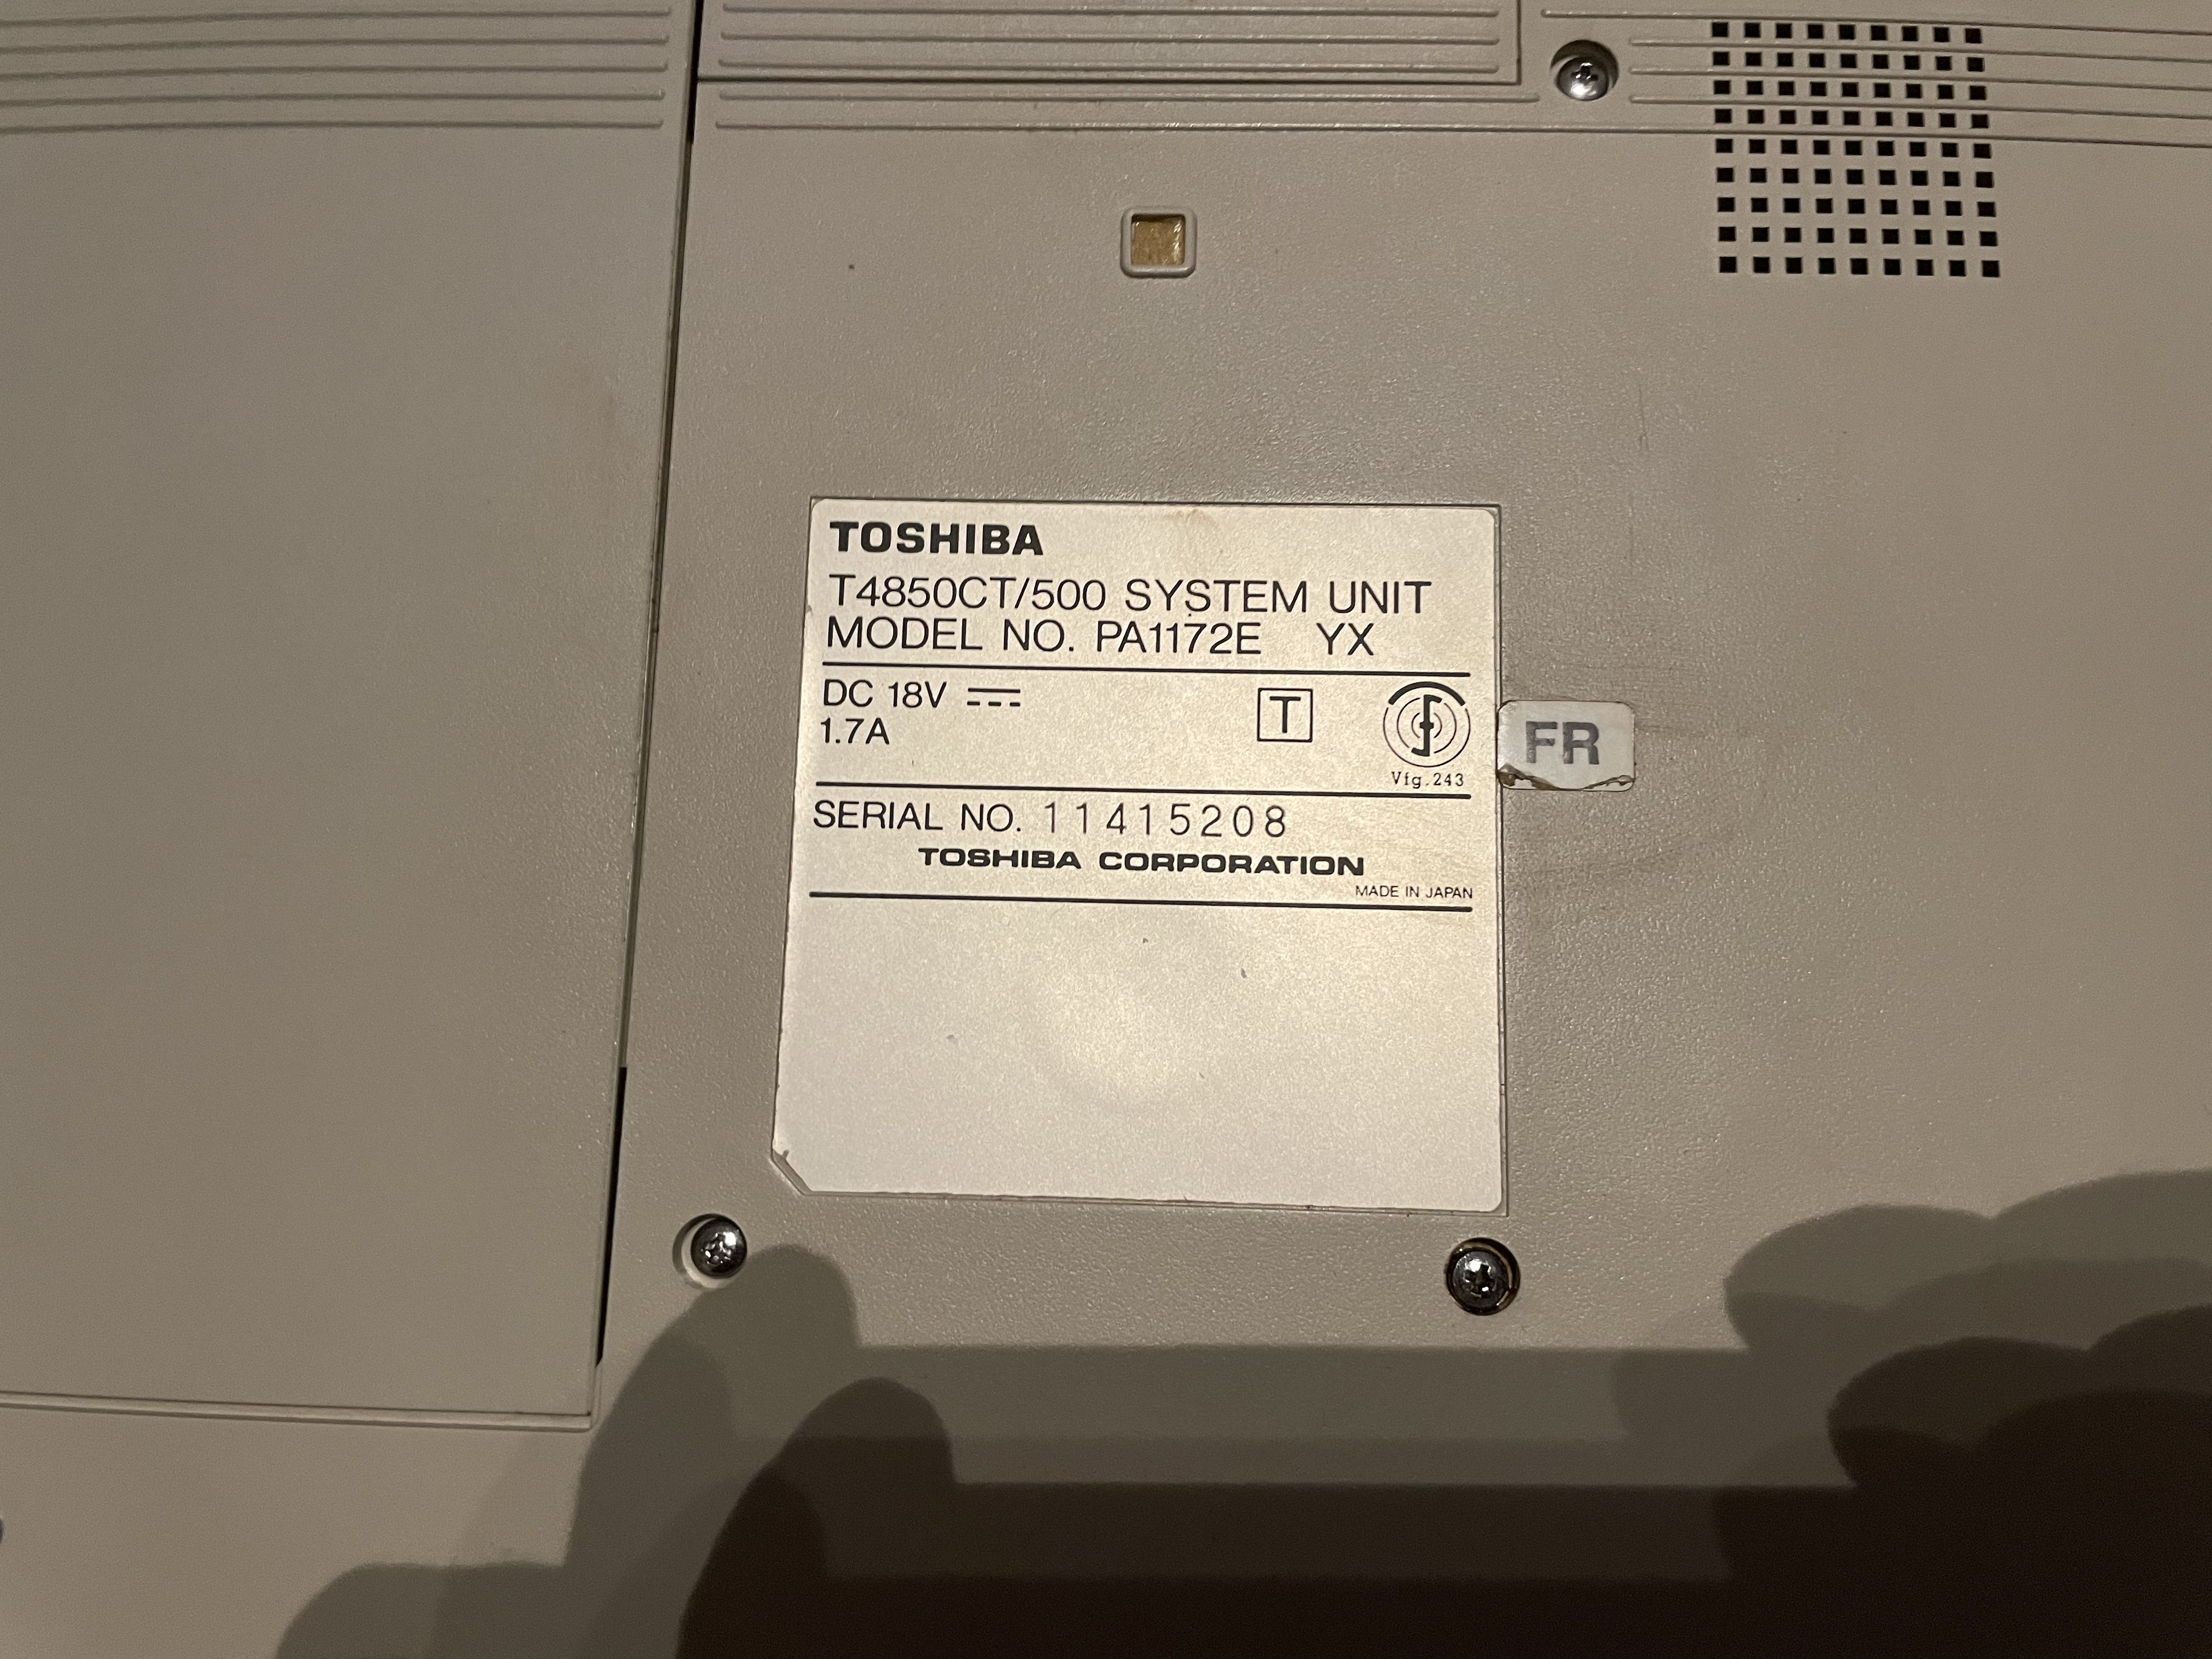 TOSHIBA
T4850CT/500 SYSTEM UNIT
MODEL NO. PA1172E YX
DC 18V ⎓
1.7A
T
Vfg.243
FR
SERIAL NO. 11415208
TOSHIBA CORPORATION
MADE IN JAPAN